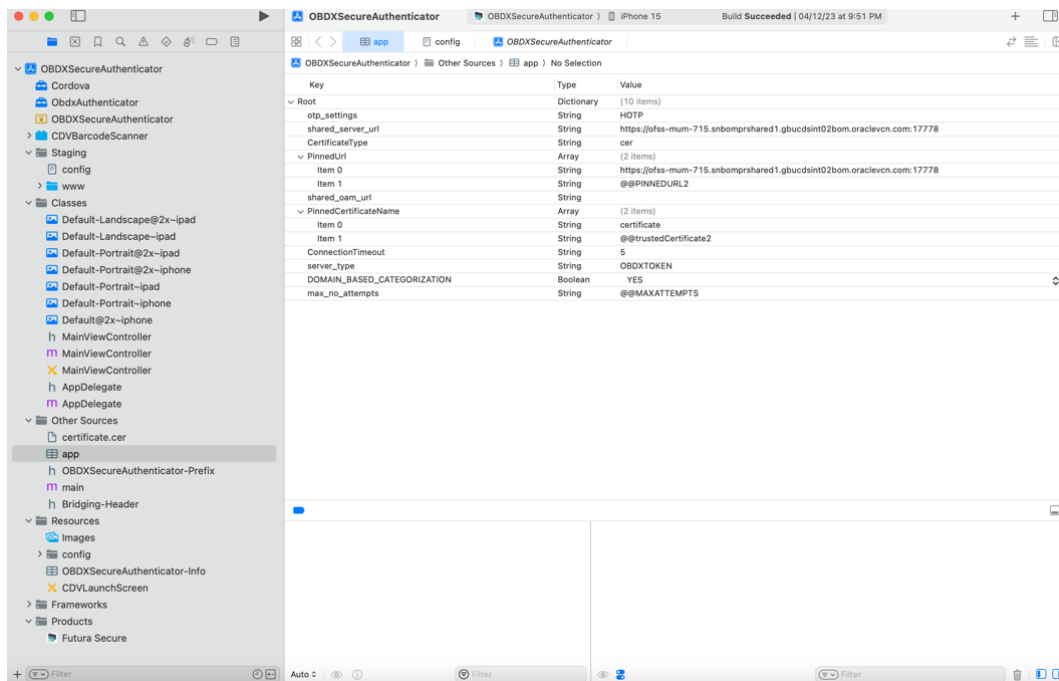 OBDXSecureAuthenticator
OBDXSecureAuthenticator 〉 iPhone 15
Build Succeeded | 04/12/23 at 9:51 PM
app
config
OBDXSecureAuthenticator
OBDXSecureAuthenticator 〉 Other Sources 〉 app 〉 No Selection
OBDXSecureAuthenticator
Cordova
ObdxAuthenticator
OBDXSecureAuthenticator
CDVBarcodeScanner
Staging
config
www
Classes
Default-Landscape@2x~ipad
Default-Landscape~ipad
Default-Portrait@2x~ipad
Default-Portrait@2x~iphone
Default-Portrait~ipad
Default-Portrait~iphone
Default@2x~iphone
h MainViewController
m MainViewController
MainViewController
h AppDelegate
m AppDelegate
Other Sources
certificate.cer
app
h OBDXSecureAuthenticator-Prefix
m main
h Bridging-Header
Resources
Images
config
OBDXSecureAuthenticator-Info
CDVLaunchScreen
Frameworks
Products
Futura Secure
Filter
Key Type Value
Root Dictionary (10 items)
otp_settings String HOTP
shared_server_url String https://ofss-mum-715.snbomprshared1.gbucdsint02bom.oraclevcn.com:17778
CertificateType String cer
PinnedUrl Array (2 items)
Item 0 String https://ofss-mum-715.snbomprshared1.gbucdsint02bom.oraclevcn.com:17778
Item 1 String @@PINNEDURL2
shared_oam_url String
PinnedCertificateName Array (2 items)
Item 0 String certificate
Item 1 String @@trustedCertificate2
ConnectionTimeout String 5
server_type String OBDXTOKEN
DOMAIN_BASED_CATEGORIZATION Boolean YES
max_no_attempts String @@MAXATTEMPTS
Auto
Filter
Filter